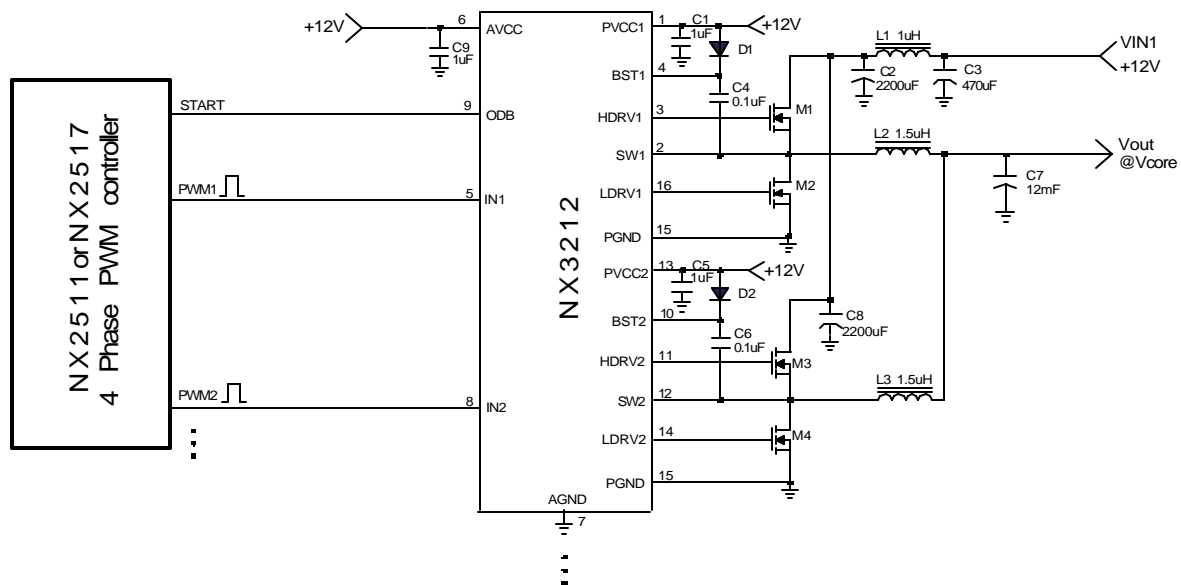 NX2511 or NX2517
4 Phase PWM controller
START
PWM1
PWM2
+12V
C9
1uF
6
AVCC
9
ODB
5
IN1
8
IN2
NX3212
AGND
7
PVCC1
1
BST1
4
HDRV1
3
SW1
2
LDRV1
16
PGND
15
PVCC2
13
BST2
10
HDRV2
11
SW2
12
LDRV2
14
PGND
15
C1
1uF
+12V
D1
C4
0.1uF
M1
M2
C5
1uF
+12V
D2
C6
0.1uF
M3
M4
L1 1uH
C2
2200uF
C3
470uF
VIN1
+12V
L2 1.5uH
Vout
@Vcore
C7
12mF
C8
2200uF
L3 1.5uH